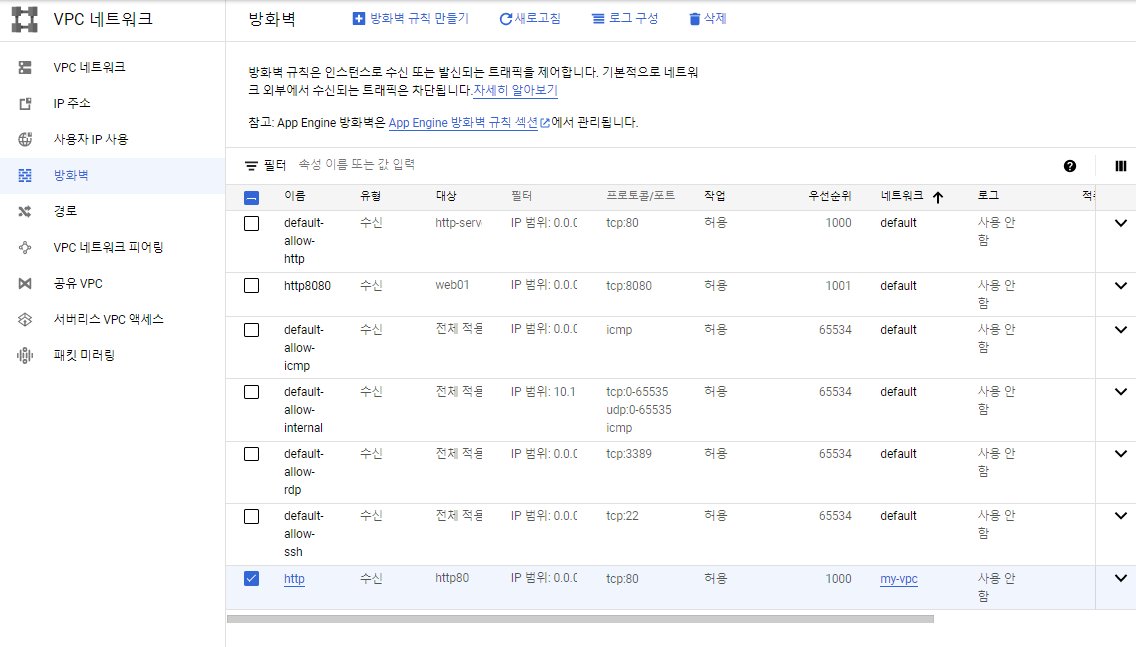 VPC 네트워크
방화벽
방화벽 규칙 만들기
새로고침
로그 구성
삭제
VPC 네트워크
IP 주소
사용자 IP 사용
방화벽
경로
VPC 네트워크 피어링
공유 VPC
서버리스 VPC 액세스
패킷 미러링
방화벽 규칙은 인스턴스로 수신 또는 발신되는 트래픽을 제어합니다. 기본적으로 네트워
크 외부에서 수신되는 트래픽은 차단됩니다. 자세히 알아보기
참고: App Engine 방화벽은 App Engine 방화벽 규칙 섹션에서 관리됩니다.
필터 속성 이름 또는 값 입력
이름 유형 대상 필터 프로토콜/포트 작업 우선순위 네트워크 로그
default- 수신 http-serv IP 범위: 0.0.0 tcp:80 허용 1000 default 사용 안
allow- 함
http
http8080 수신 web01 IP 범위: 0.0.0 tcp:8080 허용 1001 default 사용 안
함
default- 수신 전체 적용 IP 범위: 0.0.0 icmp 허용 65534 default 사용 안
allow- 함
icmp
default- 수신 전체 적용 IP 범위: 10.1 tcp:0-65535 허용 65534 default 사용 안
allow- udp:0-65535 함
internal icmp
default- 수신 전체 적용 IP 범위: 0.0.0 tcp:3389 허용 65534 default 사용 안
allow- 함
rdp
default- 수신 전체 적용 IP 범위: 0.0.0 tcp:22 허용 65534 default 사용 안
allow- 함
ssh
http 수신 http80 IP 범위: 0.0.0 tcp:80 허용 1000 my-vpc 사용 안
함